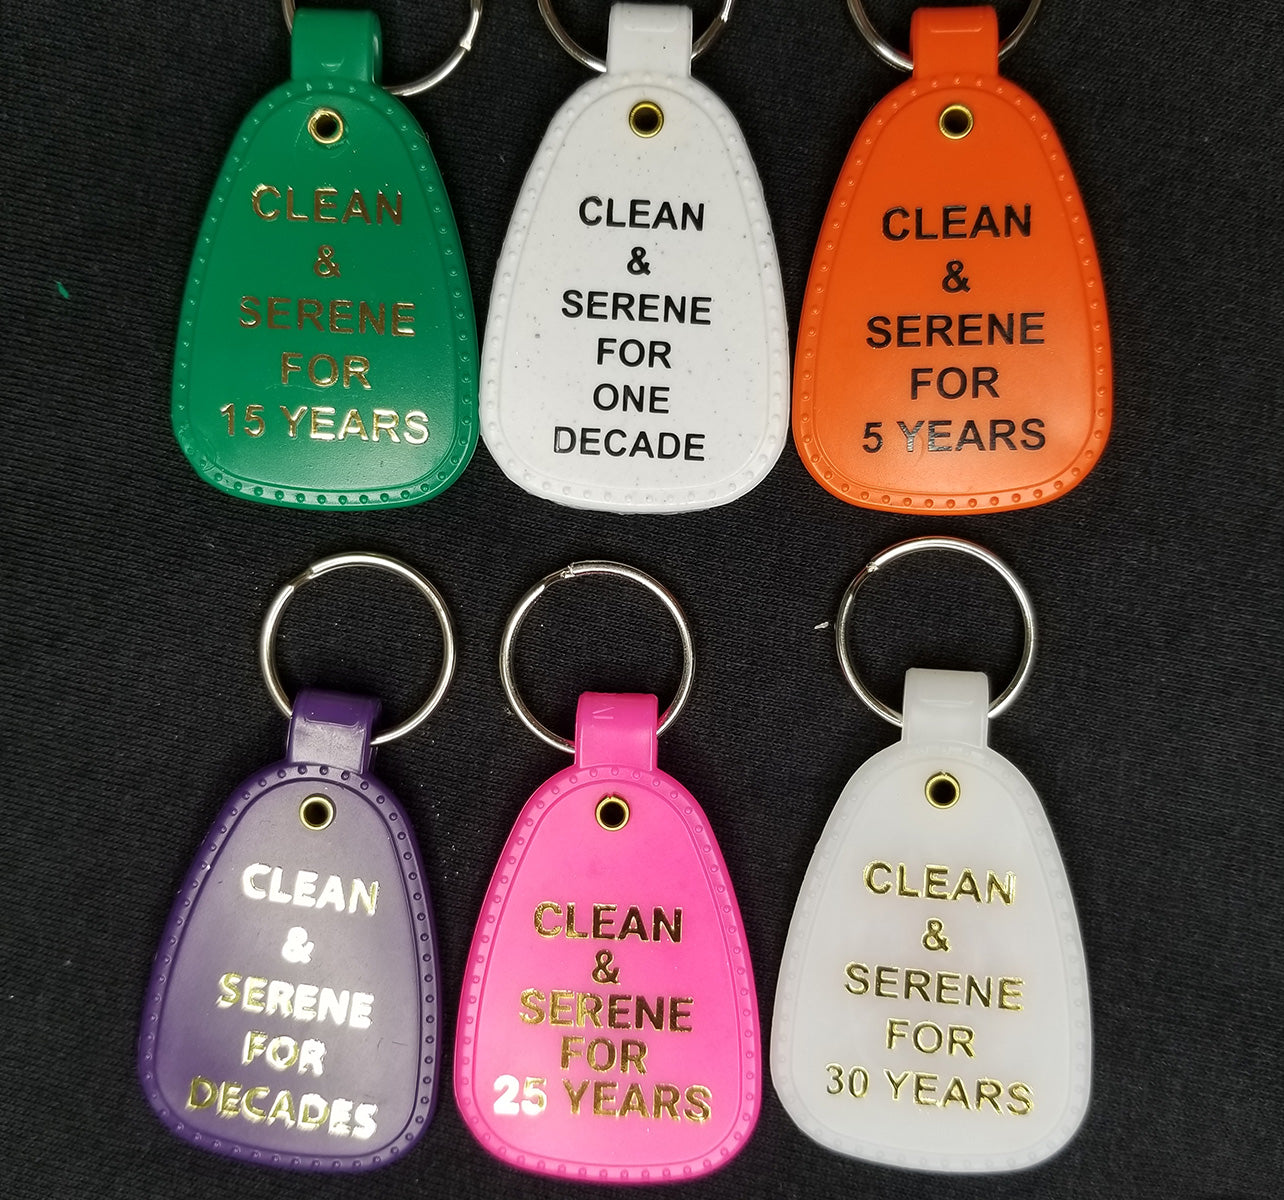 CLEAN
&
SERENE
FOR
15 YEARS
CLEAN
&
SERENE
FOR
ONE
DECADE
CLEAN
&
SERENE
FOR
5 YEARS
CLEAN
&
SERENE
FOR
DECADES
CLEAN
&
SERENE
FOR
25 YEARS
CLEAN
&
SERENE
FOR
30 YEARS